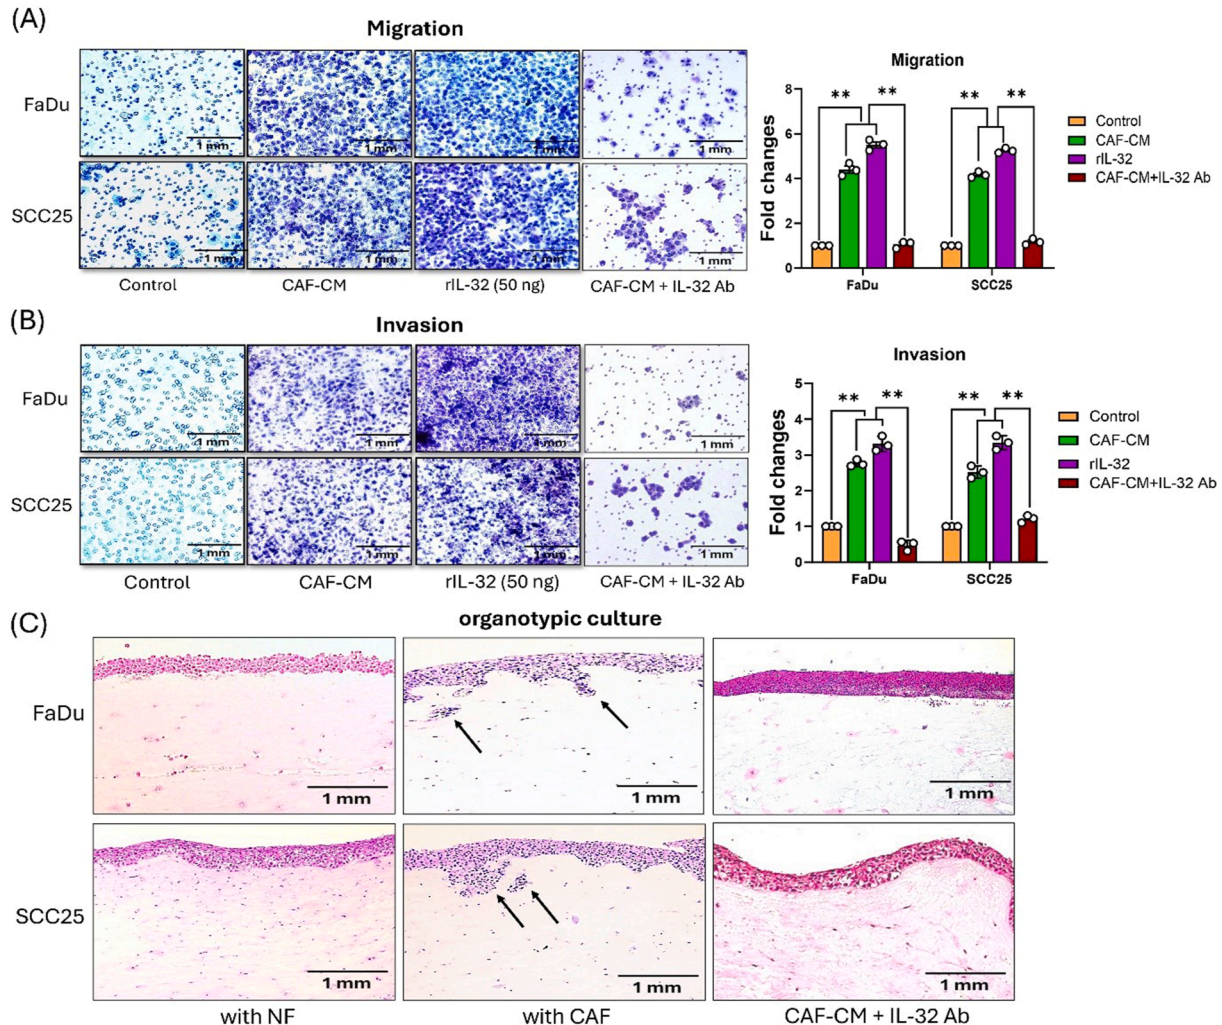 (A)
Migration
FaDu
1 mm
1 mm
1 mm
1 mm
SCC25
1 mm
1 mm
1 mm
1 mm
Control
CAF-CM
rIL-32 (50 ng)
CAF-CM + IL-32 Ab
Migration
Fold changes
8
6
4
2
0
**
**
**
**
FaDu
SCC25
Control
CAF-CM
rIL-32
CAF-CM+IL-32 Ab
(B)
Invasion
FaDu
1 mm
1 mm
1 mm
1 mm
SCC25
1 mm
1 mm
1 mm
1 mm
Control
CAF-CM
rIL-32 (50 ng)
CAF-CM + IL-32 Ab
Invasion
Fold changes
5
4
3
2
1
0
**
**
**
**
FaDu
SCC25
Control
CAF-CM
rIL-32
CAF-CM+IL-32 Ab
(C)
organotypic culture
FaDu
1 mm
1 mm
1 mm
SCC25
1 mm
1 mm
1 mm
with NF
with CAF
CAF-CM + IL-32 Ab